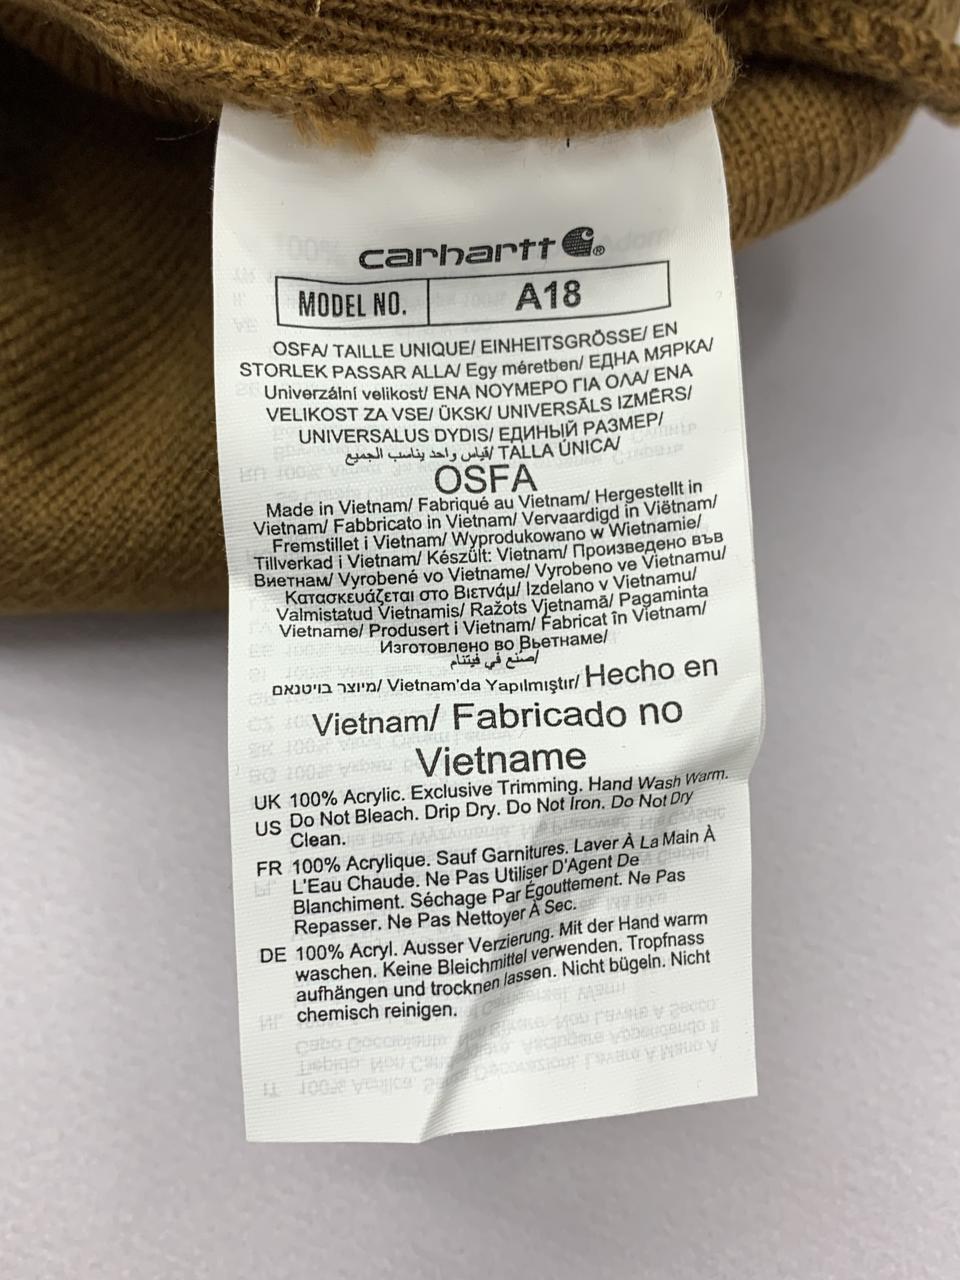 carhartt ®
MODEL NO. A18
OSFA/ TAILLE UNIQUE/ EINHEITSGRÖSSE/ EN
STORLEK PASSAR ALLA/ Egy méretben/ ЕДНА МЯРКА/
Univerzální velikost/ ΕΝΑ ΝΟΥΜΕΡΟ ΓΙΑ ΟΛΑ/ ENA
VELIKOST ZA VSE/ ÜKSK/ UNIVERSĀLS IZMĒRS/
UNIVERSALUS DYDIS/ ЕДИНЫЙ РАЗМЕР/
قياس واحد يناسب الجميع/ TALLA ÚNICA/
OSFA
Made in Vietnam/ Fabriqué au Vietnam/ Hergestellt in
Vietnam/ Fabbricato in Vietnam/ Vervaardigd in Viëtnam/
Fremstillet i Vietnam/ Wyprodukowano w Wietnamie/
Tillverkad i Vietnam/ Készült: Vietnam/ Произведено във
Виетнам/ Vyrobené vo Vietname/ Vyrobeno ve Vietnamu/
Κατασκευάζεται στο Βιετνάμ/ Izdelano v Vietnamu/
Valmistatud Vietnamis/ Ražots Vjetnamā/ Pagaminta
Vietname/ Produsert i Vietnam/ Fabricat în Vietnam/
Изготовлено во Вьетнаме/
صنع في فيتنام/
מיוצר בויטנאם/ Vietnam'da Yapılmıştır/ Hecho en
Vietnam/ Fabricado no
Vietname
UK 100% Acrylic. Exclusive Trimming. Hand Wash Warm.
US Do Not Bleach. Drip Dry. Do Not Iron. Do Not Dry
Clean.
FR 100% Acrylique. Sauf Garnitures. Laver À La Main À
L'Eau Chaude. Ne Pas Utiliser D'Agent De
Blanchiment. Séchage Par Égouttement. Ne Pas
Repasser. Ne Pas Nettoyer À Sec.
DE 100% Acryl. Ausser Verzierung. Mit der Hand warm
waschen. Keine Bleichmittel verwenden. Tropfnass
aufhängen und trocknen lassen. Nicht bügeln. Nicht
chemisch reinigen.